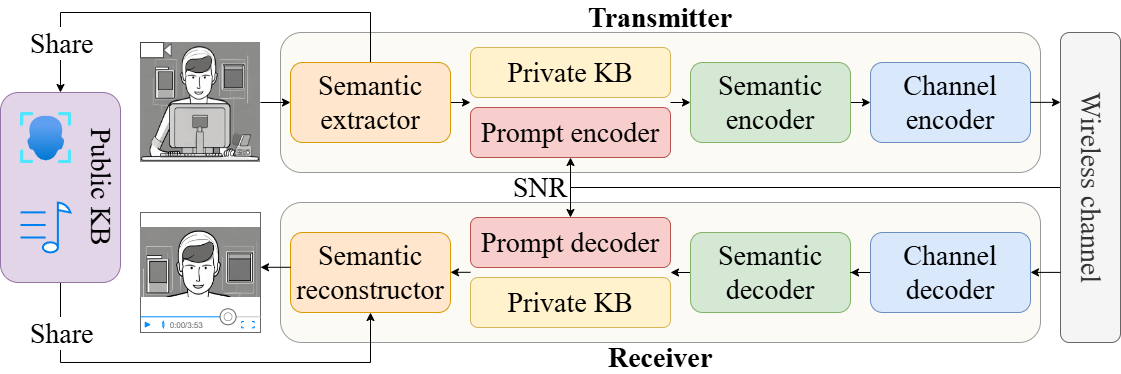 Transmitter
Share
Semantic
extractor
Private KB
Prompt encoder
Semantic
encoder
Channel
encoder
Wireless channel
Public KB
SNR
Prompt decoder
Private KB
Semantic
reconstructor
Semantic
decoder
Channel
decoder
0:00/3:53
Share
Receiver